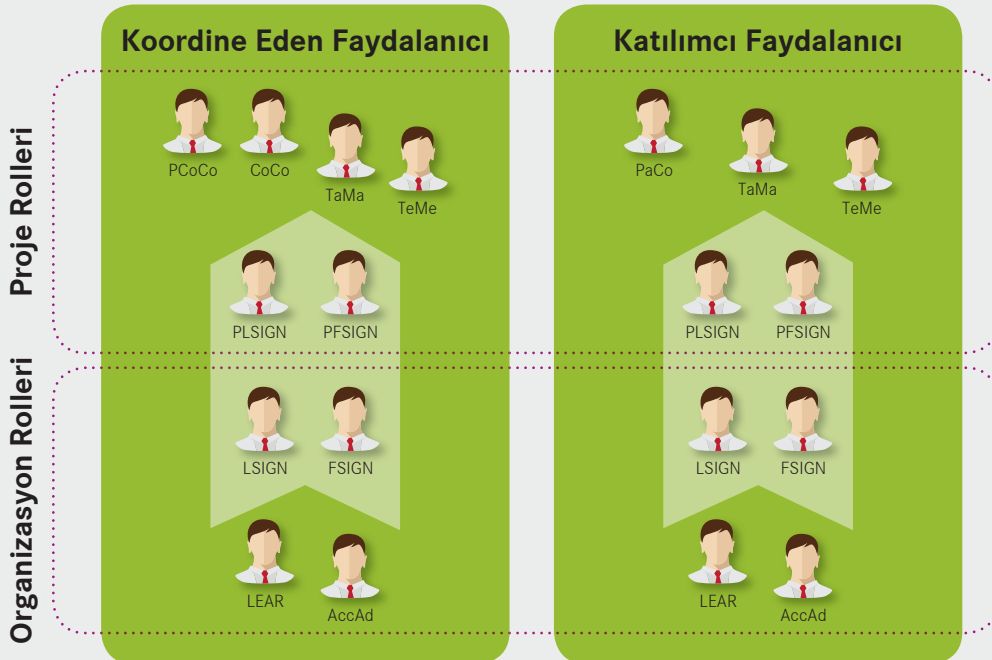 Koordine Eden Faydalanıcı
Katılımcı Faydalanıcı
Proje Rolleri
PCoCo
CoCo
TaMa
TeMe
PaCo
TaMa
TeMe
PLSIGN
PFSIGN
PLSIGN
PFSIGN
Organizasyon Rolleri
LSIGN
FSIGN
LSIGN
FSIGN
LEAR
AccAd
LEAR
AccAd